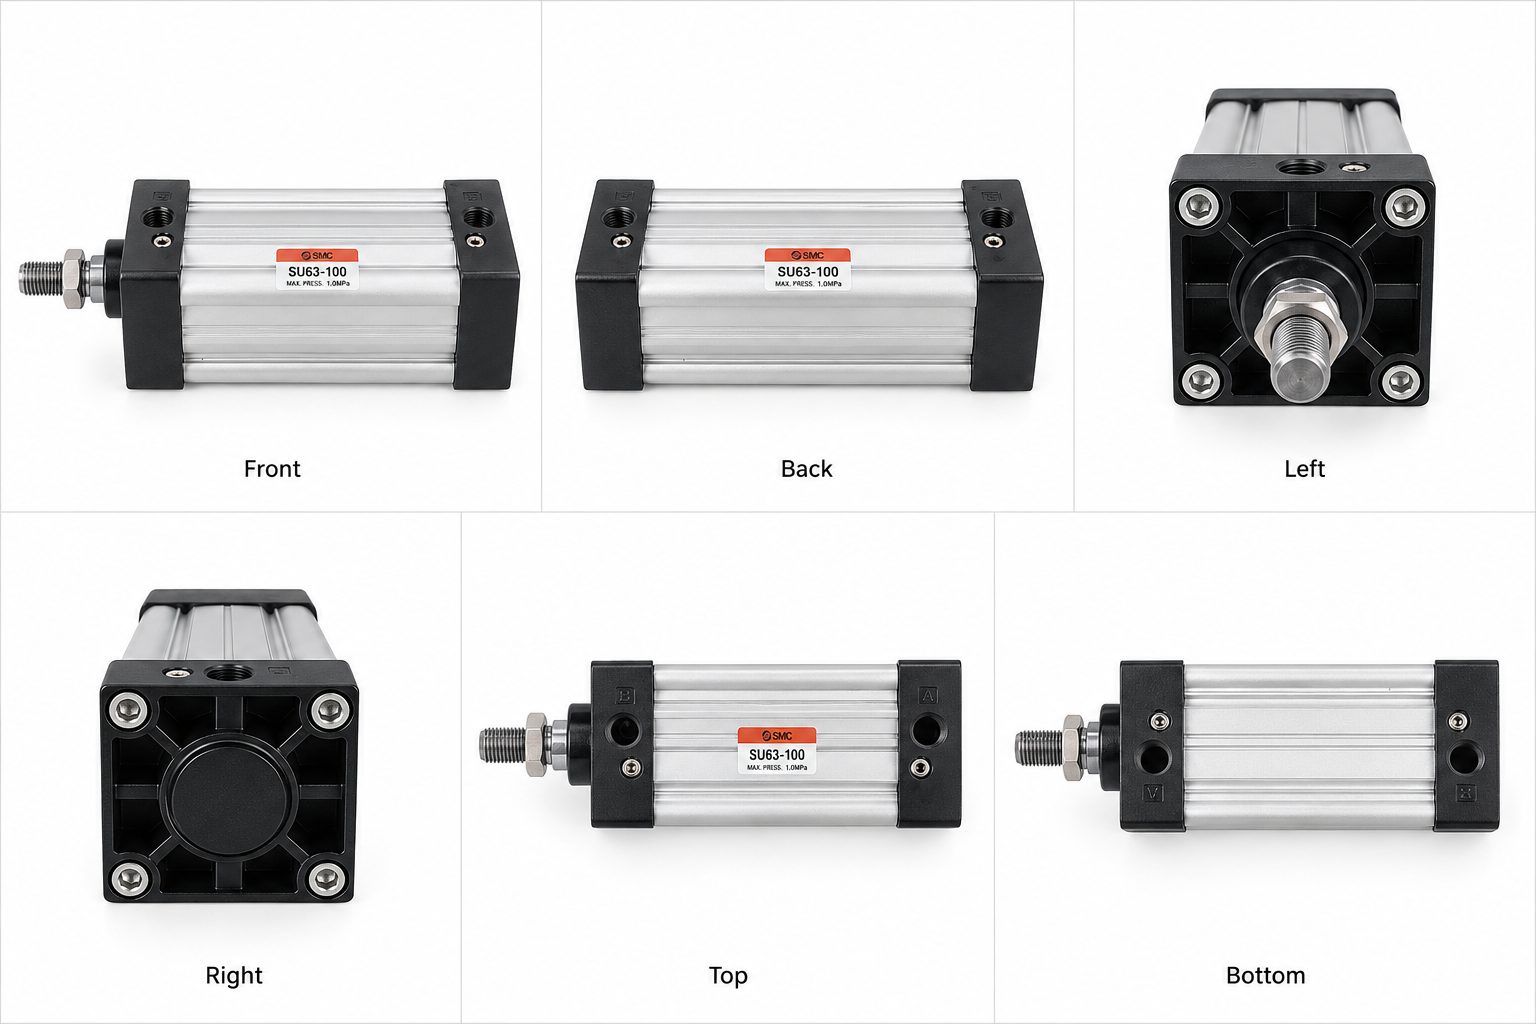 SMC
SU63-100
MAX. PRESS. 1.0MPa
Front
SMC
SU63-100
MAX. PRESS. 1.0MPa
Back
Left
Right
B
A
SMC
SU63-100
MAX. PRESS. 1.0MPa
Top
V
Bottom